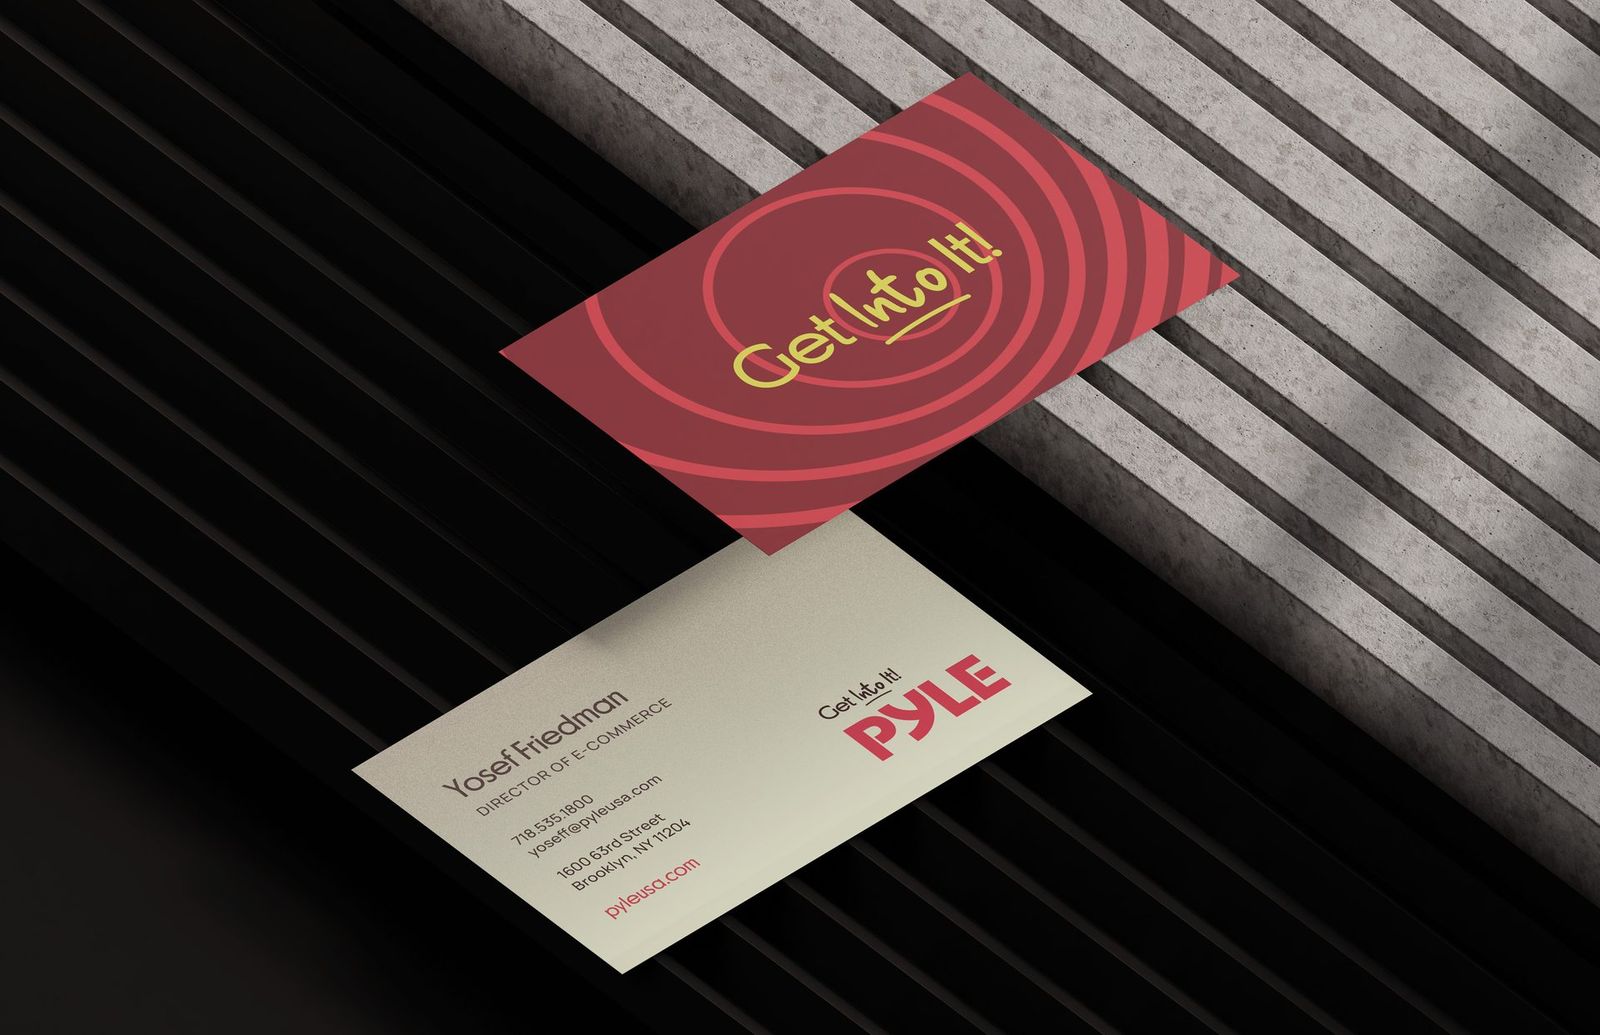 Get Into It!
Yosef Friedman
DIRECTOR OF E-COMMERCE
718.535.1800
yoseff@pyleusa.com
1600 63rd Street
Brooklyn, NY 11204
pyleusa.com
Get Into It!
PYLE